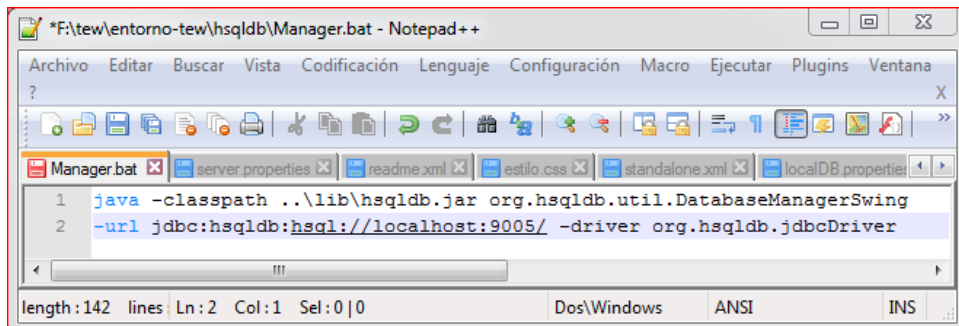 *F:\tew\entorno-tew\hsqldb\Manager.bat - Notepad++
Archivo Editar Buscar Vista Codificación Lenguaje Configuración Macro Ejecutar Plugins Ventana
? X
Manager.bat server.properties readme.xml estilo.css standalone.xml localDB.properties
1 java -classpath ..\lib\hsqldb.jar org.hsqldb.util.DatabaseManagerSwing
2 -url jdbc:hsqldb:hsql://localhost:9005/ -driver org.hsqldb.jdbcDriver
length : 142 lines: Ln : 2 Col : 1 Sel : 0 | 0 Dos\Windows ANSI INS